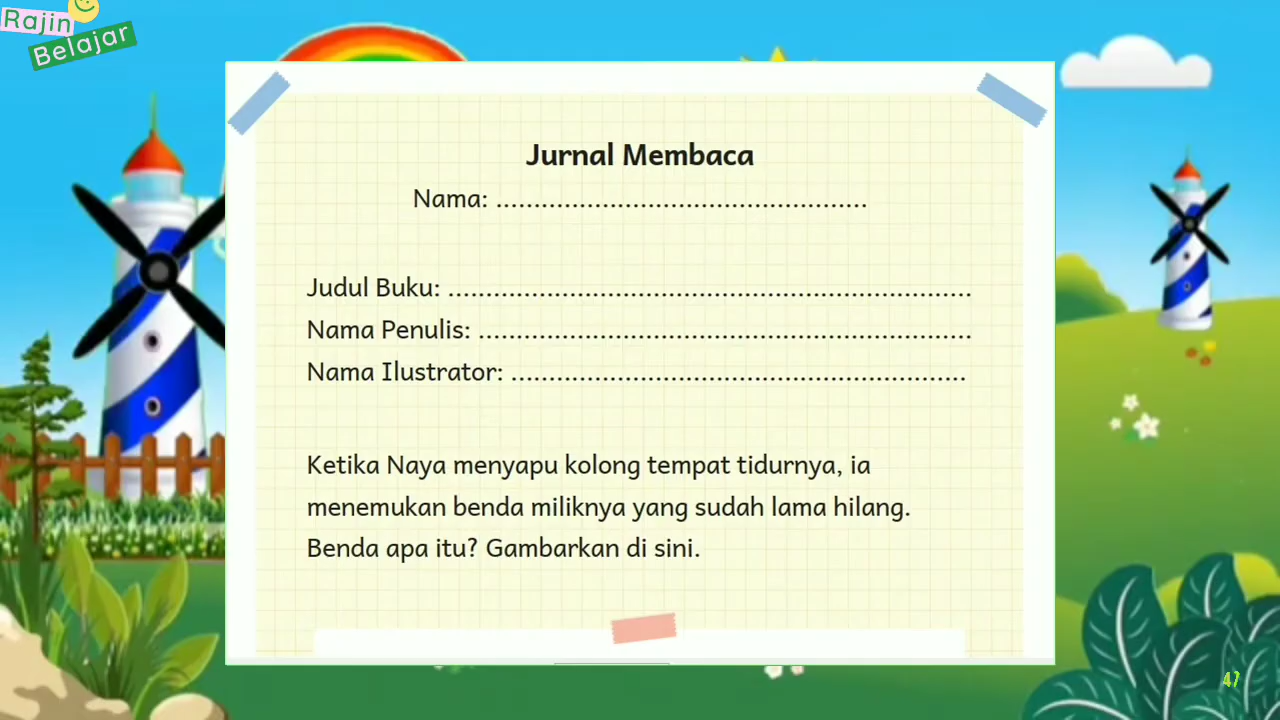 Rajin
Belajar
Jurnal Membaca
Nama: .............................................
Judul Buku: .....................................................................
Nama Penulis: .................................................................
Nama Ilustrator: ............................................................
Ketika Naya menyapu kolong tempat tidurnya, ia
menemukan benda miliknya yang sudah lama hilang.
Benda apa itu? Gambarkan di sini.
47